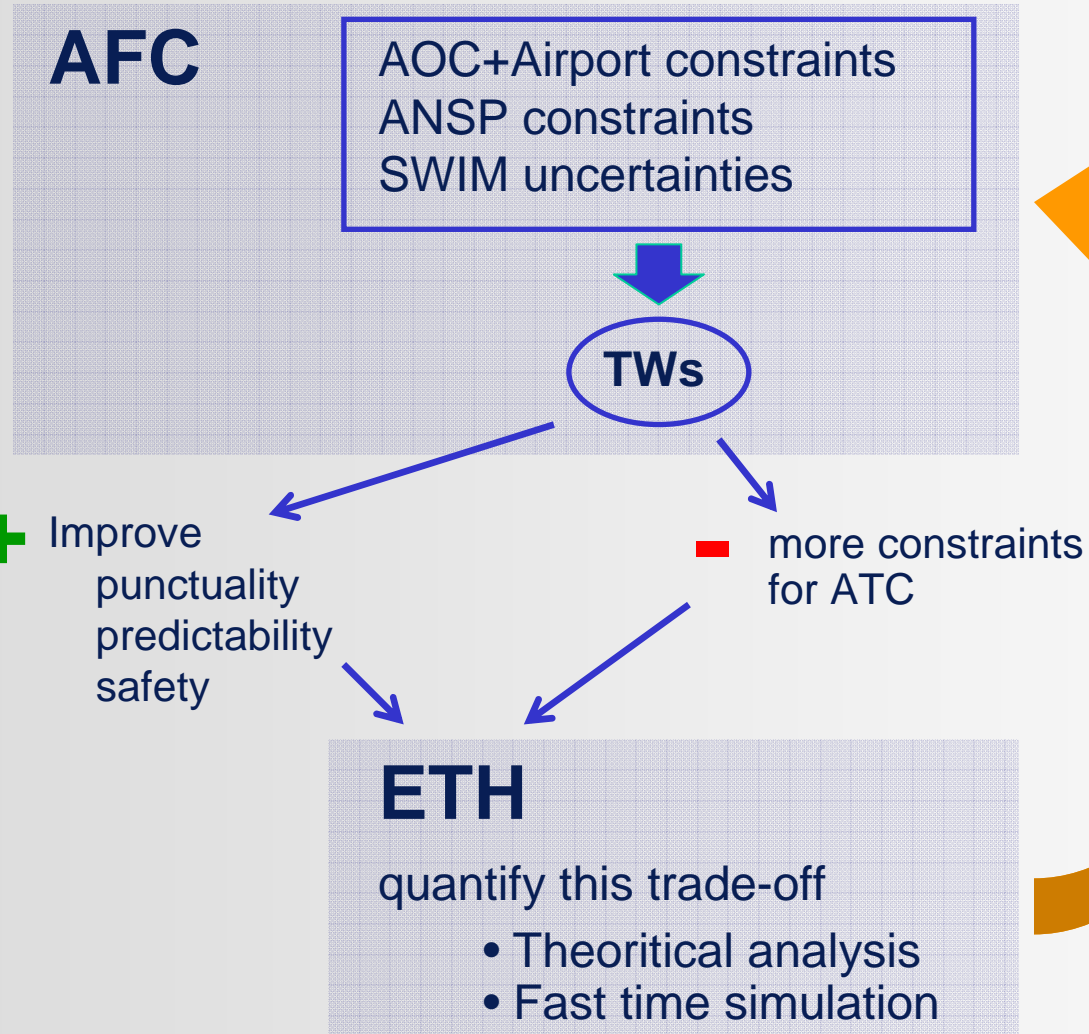 AFC
AOC+Airport constraints
ANSP constraints
SWIM uncertainties
TWs
+ Improve
punctuality
predictability
safety
- more constraints
for ATC
ETH
quantify this trade-off
• Theoritical analysis
• Fast time simulation